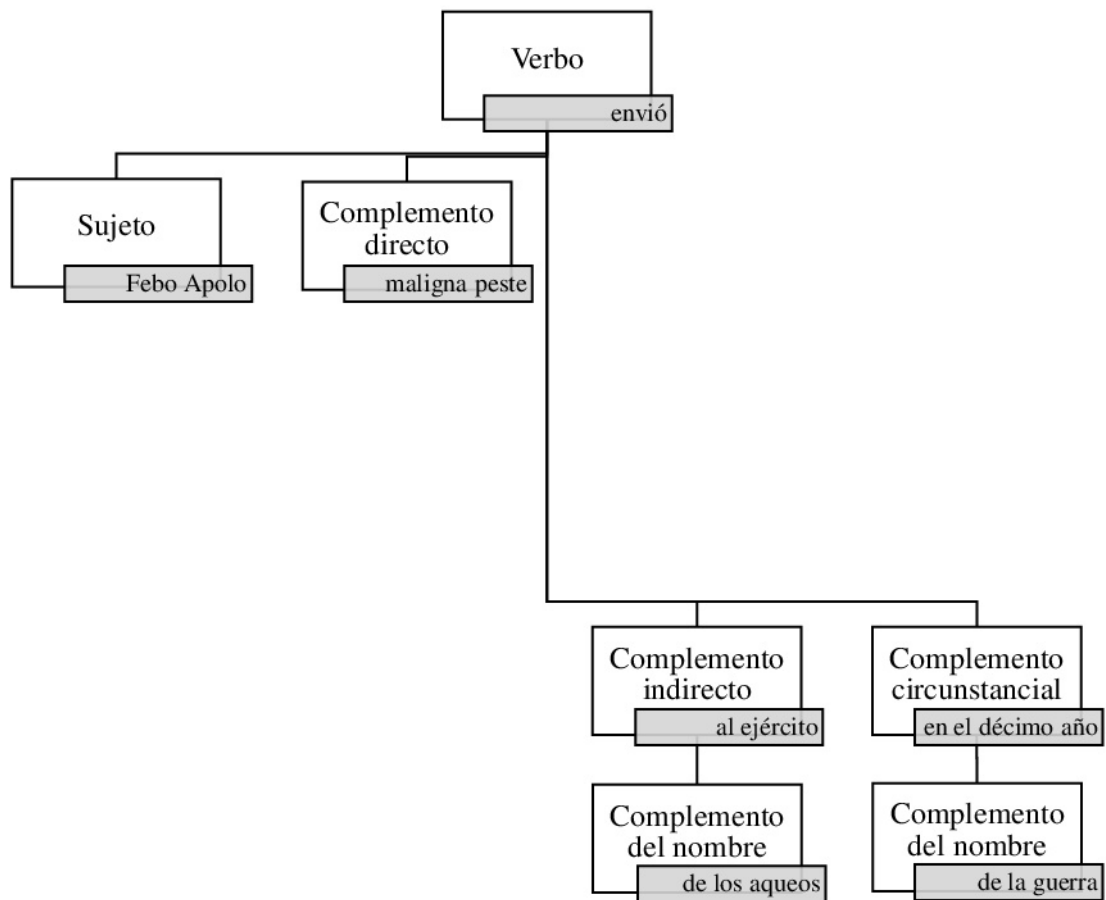 Verbo
envió
Sujeto
Febo Apolo
Complemento
directo
maligna peste
Complemento
indirecto
al ejército
Complemento
circunstancial
en el décimo año
Complemento
del nombre
de los aqueos
Complemento
del nombre
de la guerra